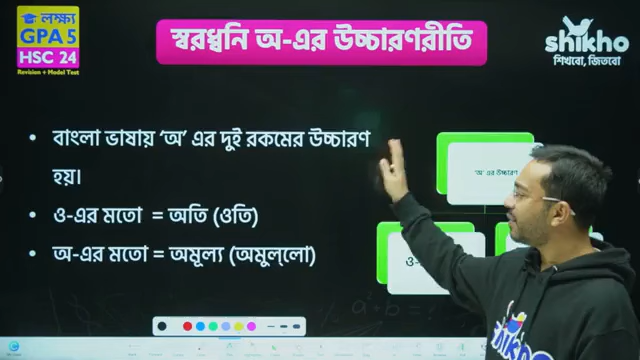 লক্ষ্য
GPA 5
HSC 24
Revision + Model Test
স্বরধ্বনি অ-এর উচ্চারণরীতি
shikho
শিখবো, জিতবো
• বাংলা ভাষায় ‘অ’ এর দুই রকমের উচ্চারণ
হয়।
• ও-এর মতো = অতি (ওতি)
• অ-এর মতো = অমূল্য (অমুল্‌লো)
'অ' এর উচ্চারণ
ও-
a + b =